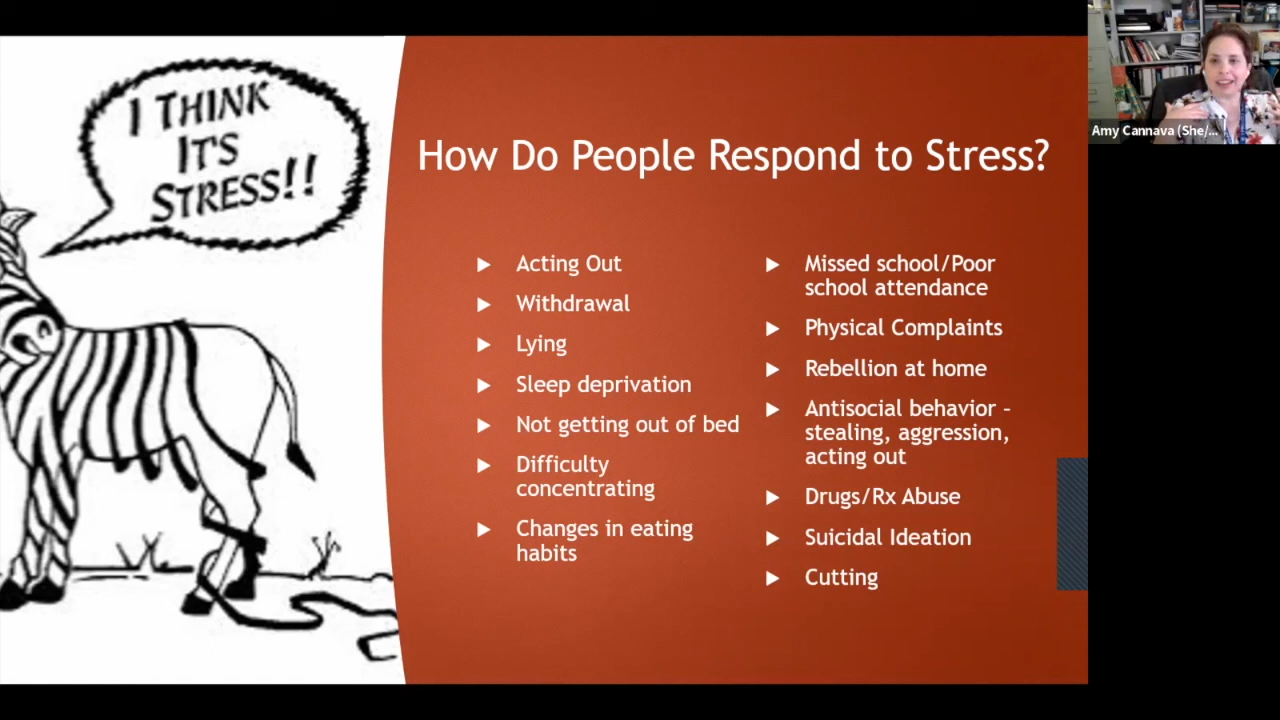 I THINK
IT'S
STRESS!!
How Do People Respond to Stress?
Acting Out
Withdrawal
Lying
Sleep deprivation
Not getting out of bed
Difficulty
concentrating
Changes in eating
habits
Missed school/Poor
school attendance
Physical Complaints
Rebellion at home
Antisocial behavior –
stealing, aggression,
acting out
Drugs/Rx Abuse
Suicidal Ideation
Cutting
Amy Cannava (She/...